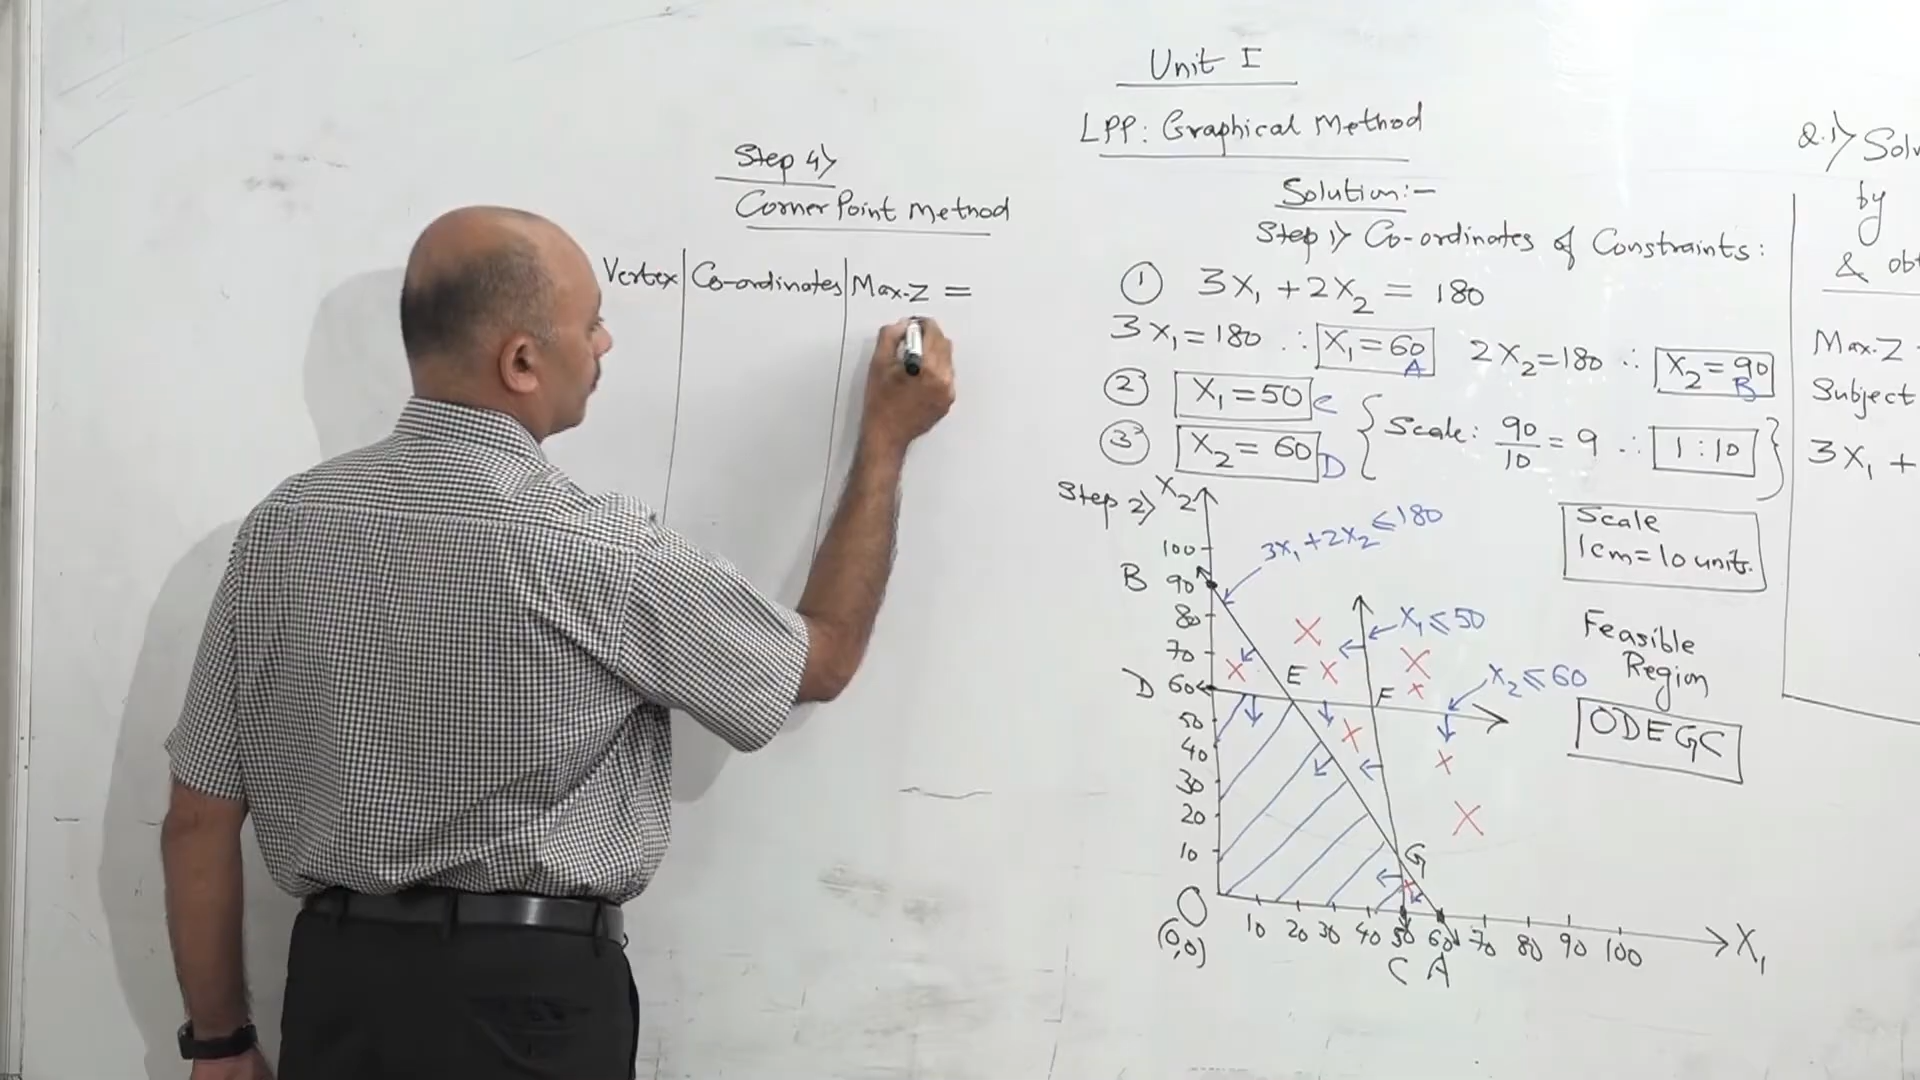 Unit I
LPP: Graphical Method
Solution:-
Step 1> Co-ordinates of Constraints:
① 3X₁ + 2X₂ = 180
3X₁ = 180 ∴ X₁ = 60 A 2X₂ = 180 ∴ X₂ = 90 B
② X₁ = 50 C
③ X₂ = 60 D
Scale: 90/10 = 9 ∴ 1 : 10
Step 2>
X₂
Scale
1cm = 10 units.
3X₁ + 2X₂ ≤ 180
X₁ ≤ 50
X₂ ≤ 60
100
B 90
80
70
D 60
50
40
30
20
10
E
F
G
O
(0,0)
10 20 30 40 50 60 70 80 90 100
X₁
C A
Feasible
Region
ODEGC
Step 4>
Corner Point Method
Vertex Co-ordinates Max.Z =
Q.1>
by
&
Max.Z
Subject
3X₁ +